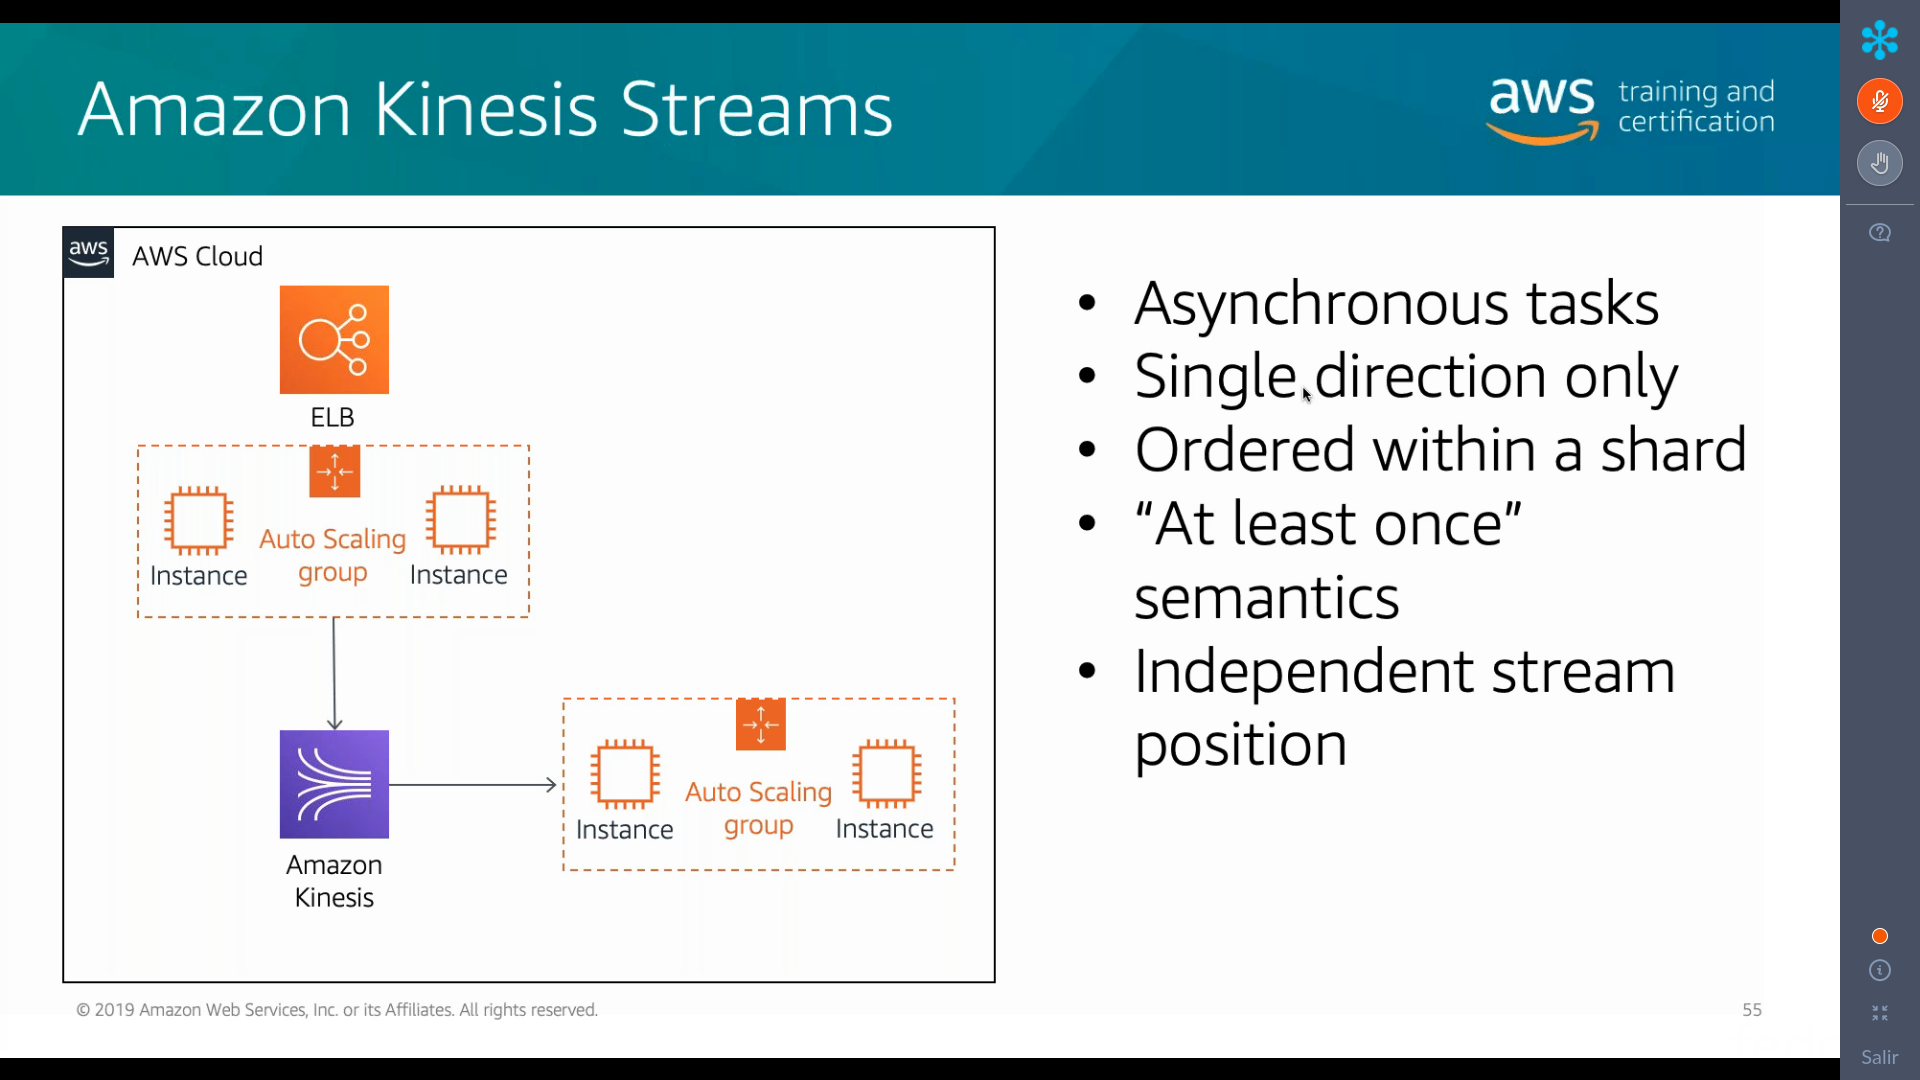 Amazon Kinesis Streams
aws training and
certification
aws AWS Cloud
ELB
Auto Scaling
group
Instance
Instance
Amazon
Kinesis
Auto Scaling
group
Instance
Instance
• Asynchronous tasks
• Single direction only
• Ordered within a shard
• “At least once”
semantics
• Independent stream
position
© 2019 Amazon Web Services, Inc. or its Affiliates. All rights reserved.
55
Salir